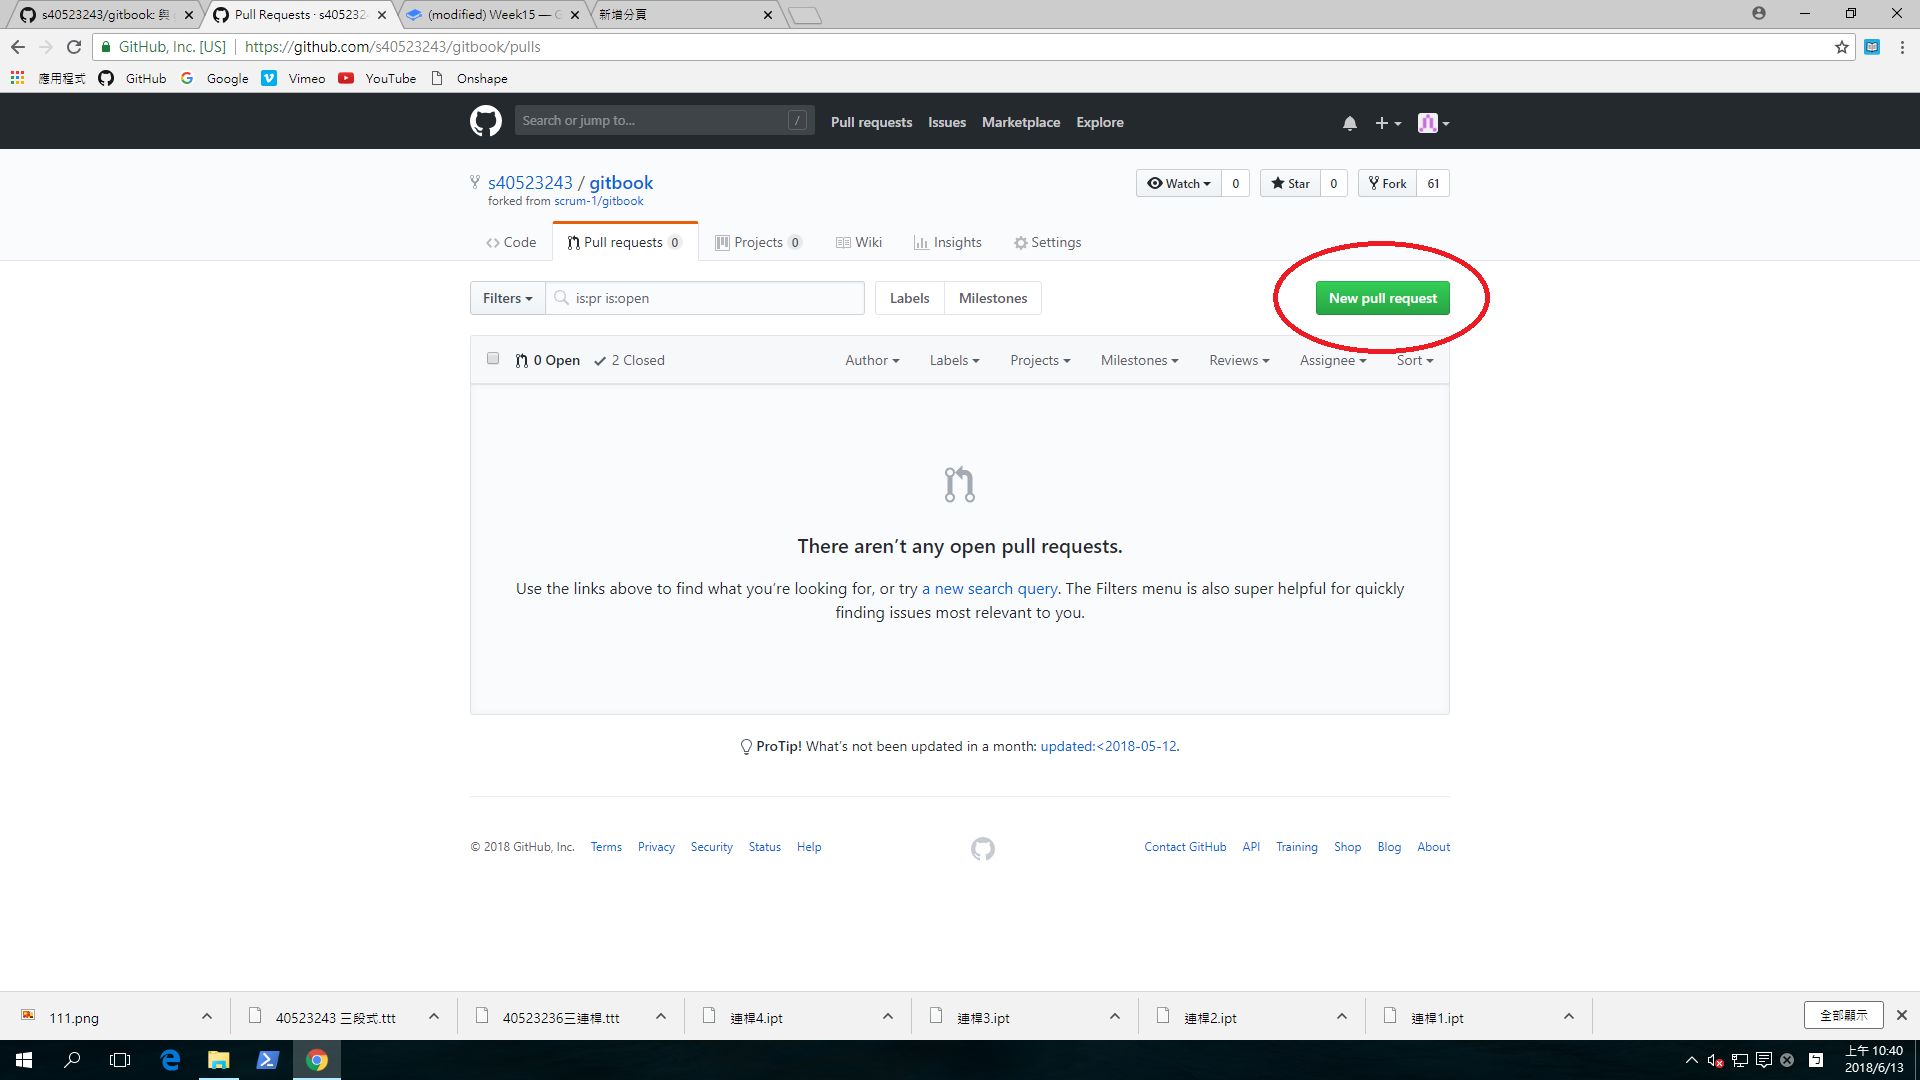 s40523243/gitbook: 與
Pull Requests · s4052324
(modified) Week15 — G
新增分頁
GitHub, Inc. [US]
https://github.com/s40523243/gitbook/pulls
應用程式
GitHub
Google
Vimeo
YouTube
Onshape
Search or jump to...
/
Pull requests
Issues
Marketplace
Explore
s40523243 / gitbook
forked from scrum-1/gitbook
Watch
0
Star
0
Fork
61
Code
Pull requests 0
Projects 0
Wiki
Insights
Settings
Filters
is:pr is:open
Labels
Milestones
New pull request
0 Open
2 Closed
Author
Labels
Projects
Milestones
Reviews
Assignee
Sort
There aren’t any open pull requests.
Use the links above to find what you’re looking for, or try a new search query. The Filters menu is also super helpful for quickly
finding issues most relevant to you.
ProTip! What’s not been updated in a month: updated:<2018-05-12.
© 2018 GitHub, Inc.
Terms
Privacy
Security
Status
Help
Contact GitHub
API
Training
Shop
Blog
About
111.png
40523243 三段式.ttt
40523236三連桿.ttt
連桿4.ipt
連桿3.ipt
連桿2.ipt
連桿1.ipt
全部顯示
上午 10:40
2018/6/13